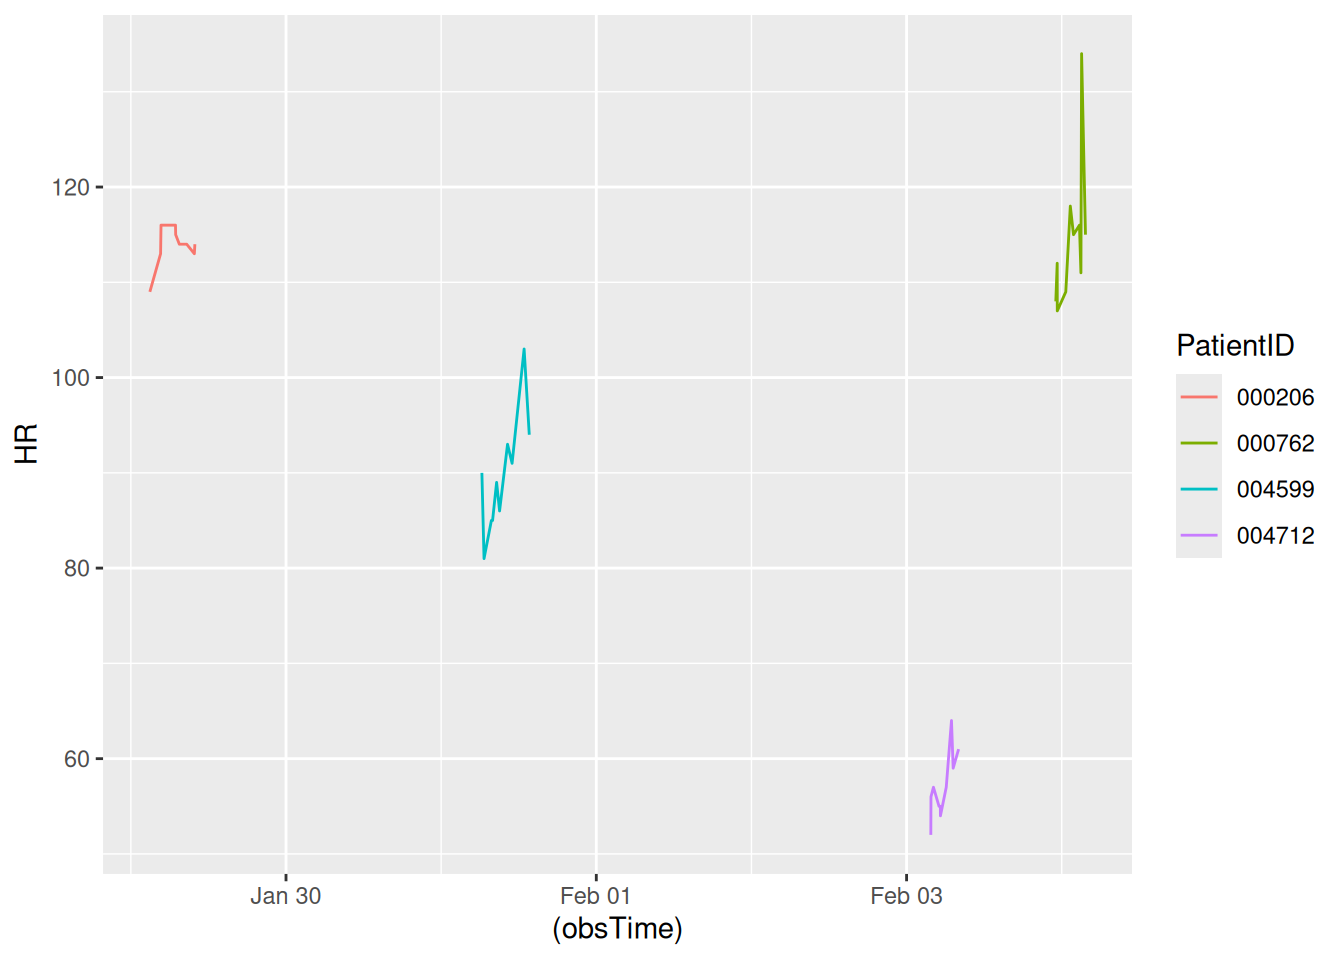 120
100
80
60
HR
Jan 30
Feb 01
Feb 03
(obsTime)
PatientID
000206
000762
004599
004712